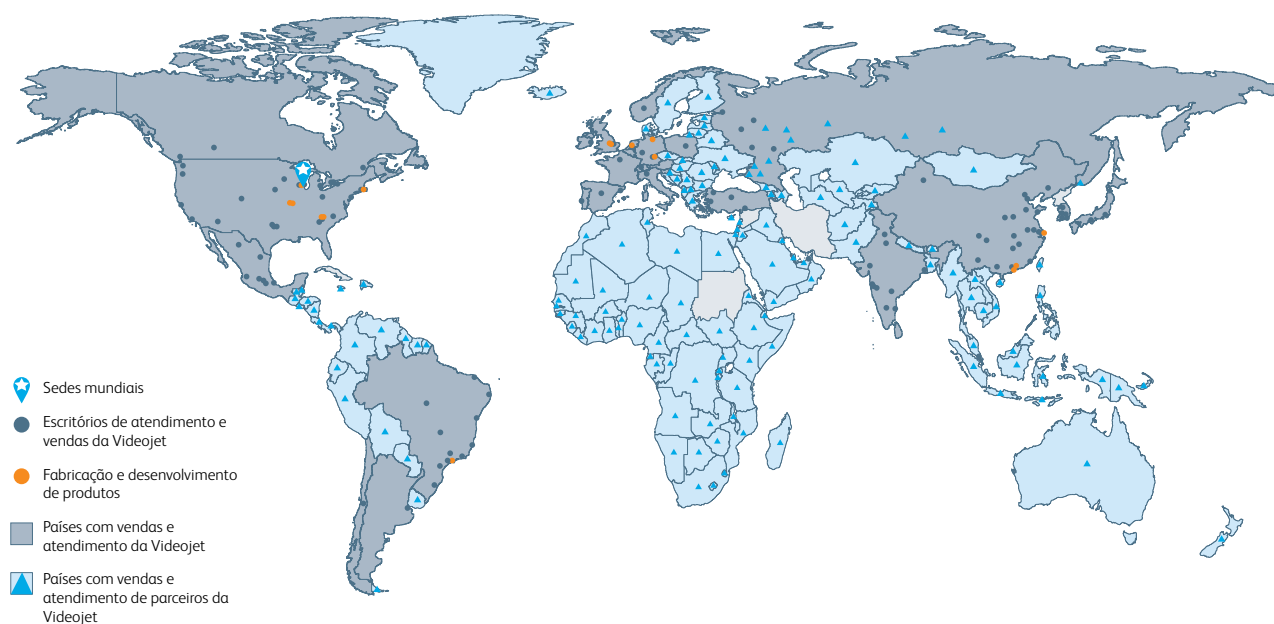 Sedes mundiais
Escritórios de atendimento e
vendas da Videojet
Fabricação e desenvolvimento
de produtos
Países com vendas e
atendimento da Videojet
Países com vendas e
atendimento de parceiros da
Videojet